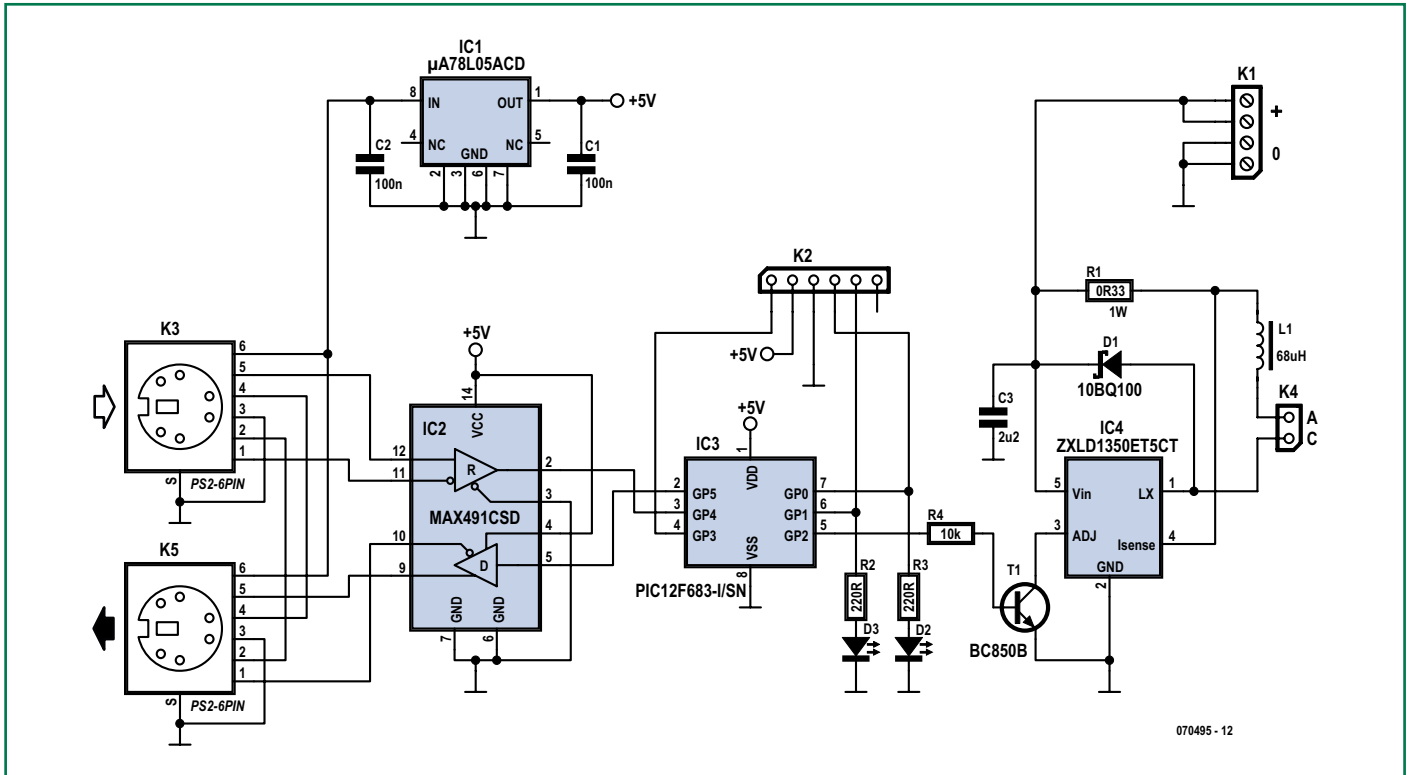 IC1
µA78L05ACD
8
IN
OUT
1
+5V
4
NC
NC
5
GND
2
3
6
7
C2
100n
C1
100n
K1
+
0
K2
+5V
R1
0R33
1W
L1
68uH
D1
10BQ100
C3
2u2
K4
A
C
K3
6
5
4
3
2
1
S
PS2-6PIN
+5V
14
VCC
IC2
12
11
R
2
3
4
MAX491CSD
10
9
D
5
GND
GND
7
6
K5
6
5
4
3
2
1
S
PS2-6PIN
+5V
IC3
1
VDD
2
GP5
3
GP4
4
GP3
GP0
7
GP1
6
GP2
5
VSS
8
PIC12F683-I/SN
R4
10k
R2
220R
R3
220R
D3
D2
IC4
ZXLD1350ET5CT
5
Vin
LX
1
3
ADJ
Isense
4
GND
2
T1
BC850B
070495 - 12